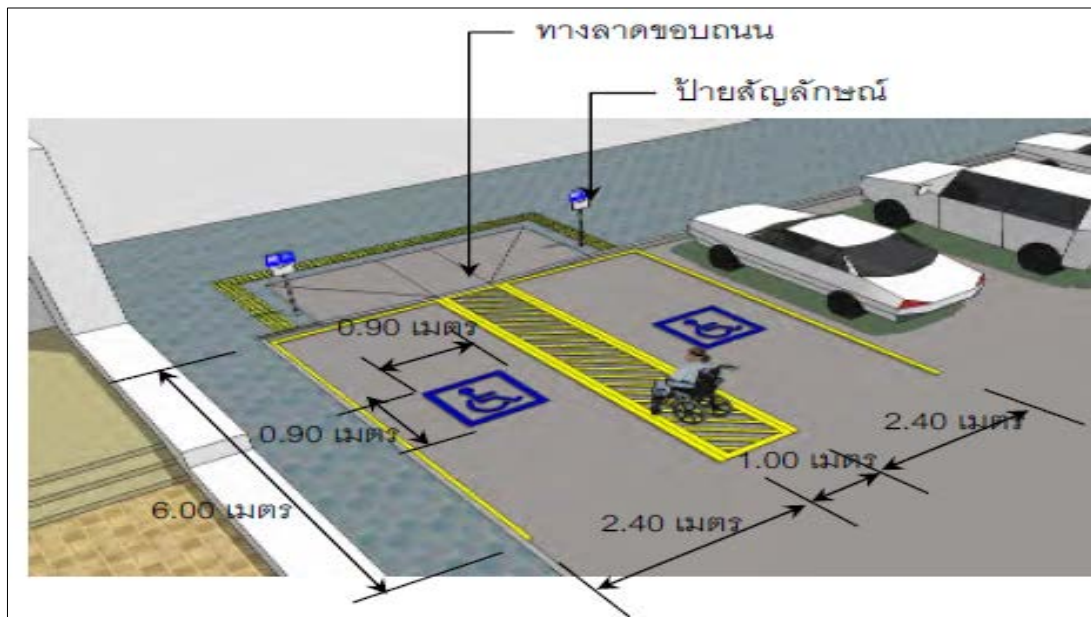 ทางลาดขอบถนน
ป้ายสัญลักษณ์
0.90 เมตร
0.90 เมตร
6.00 เมตร
2.40 เมตร
1.00 เมตร
2.40 เมตร